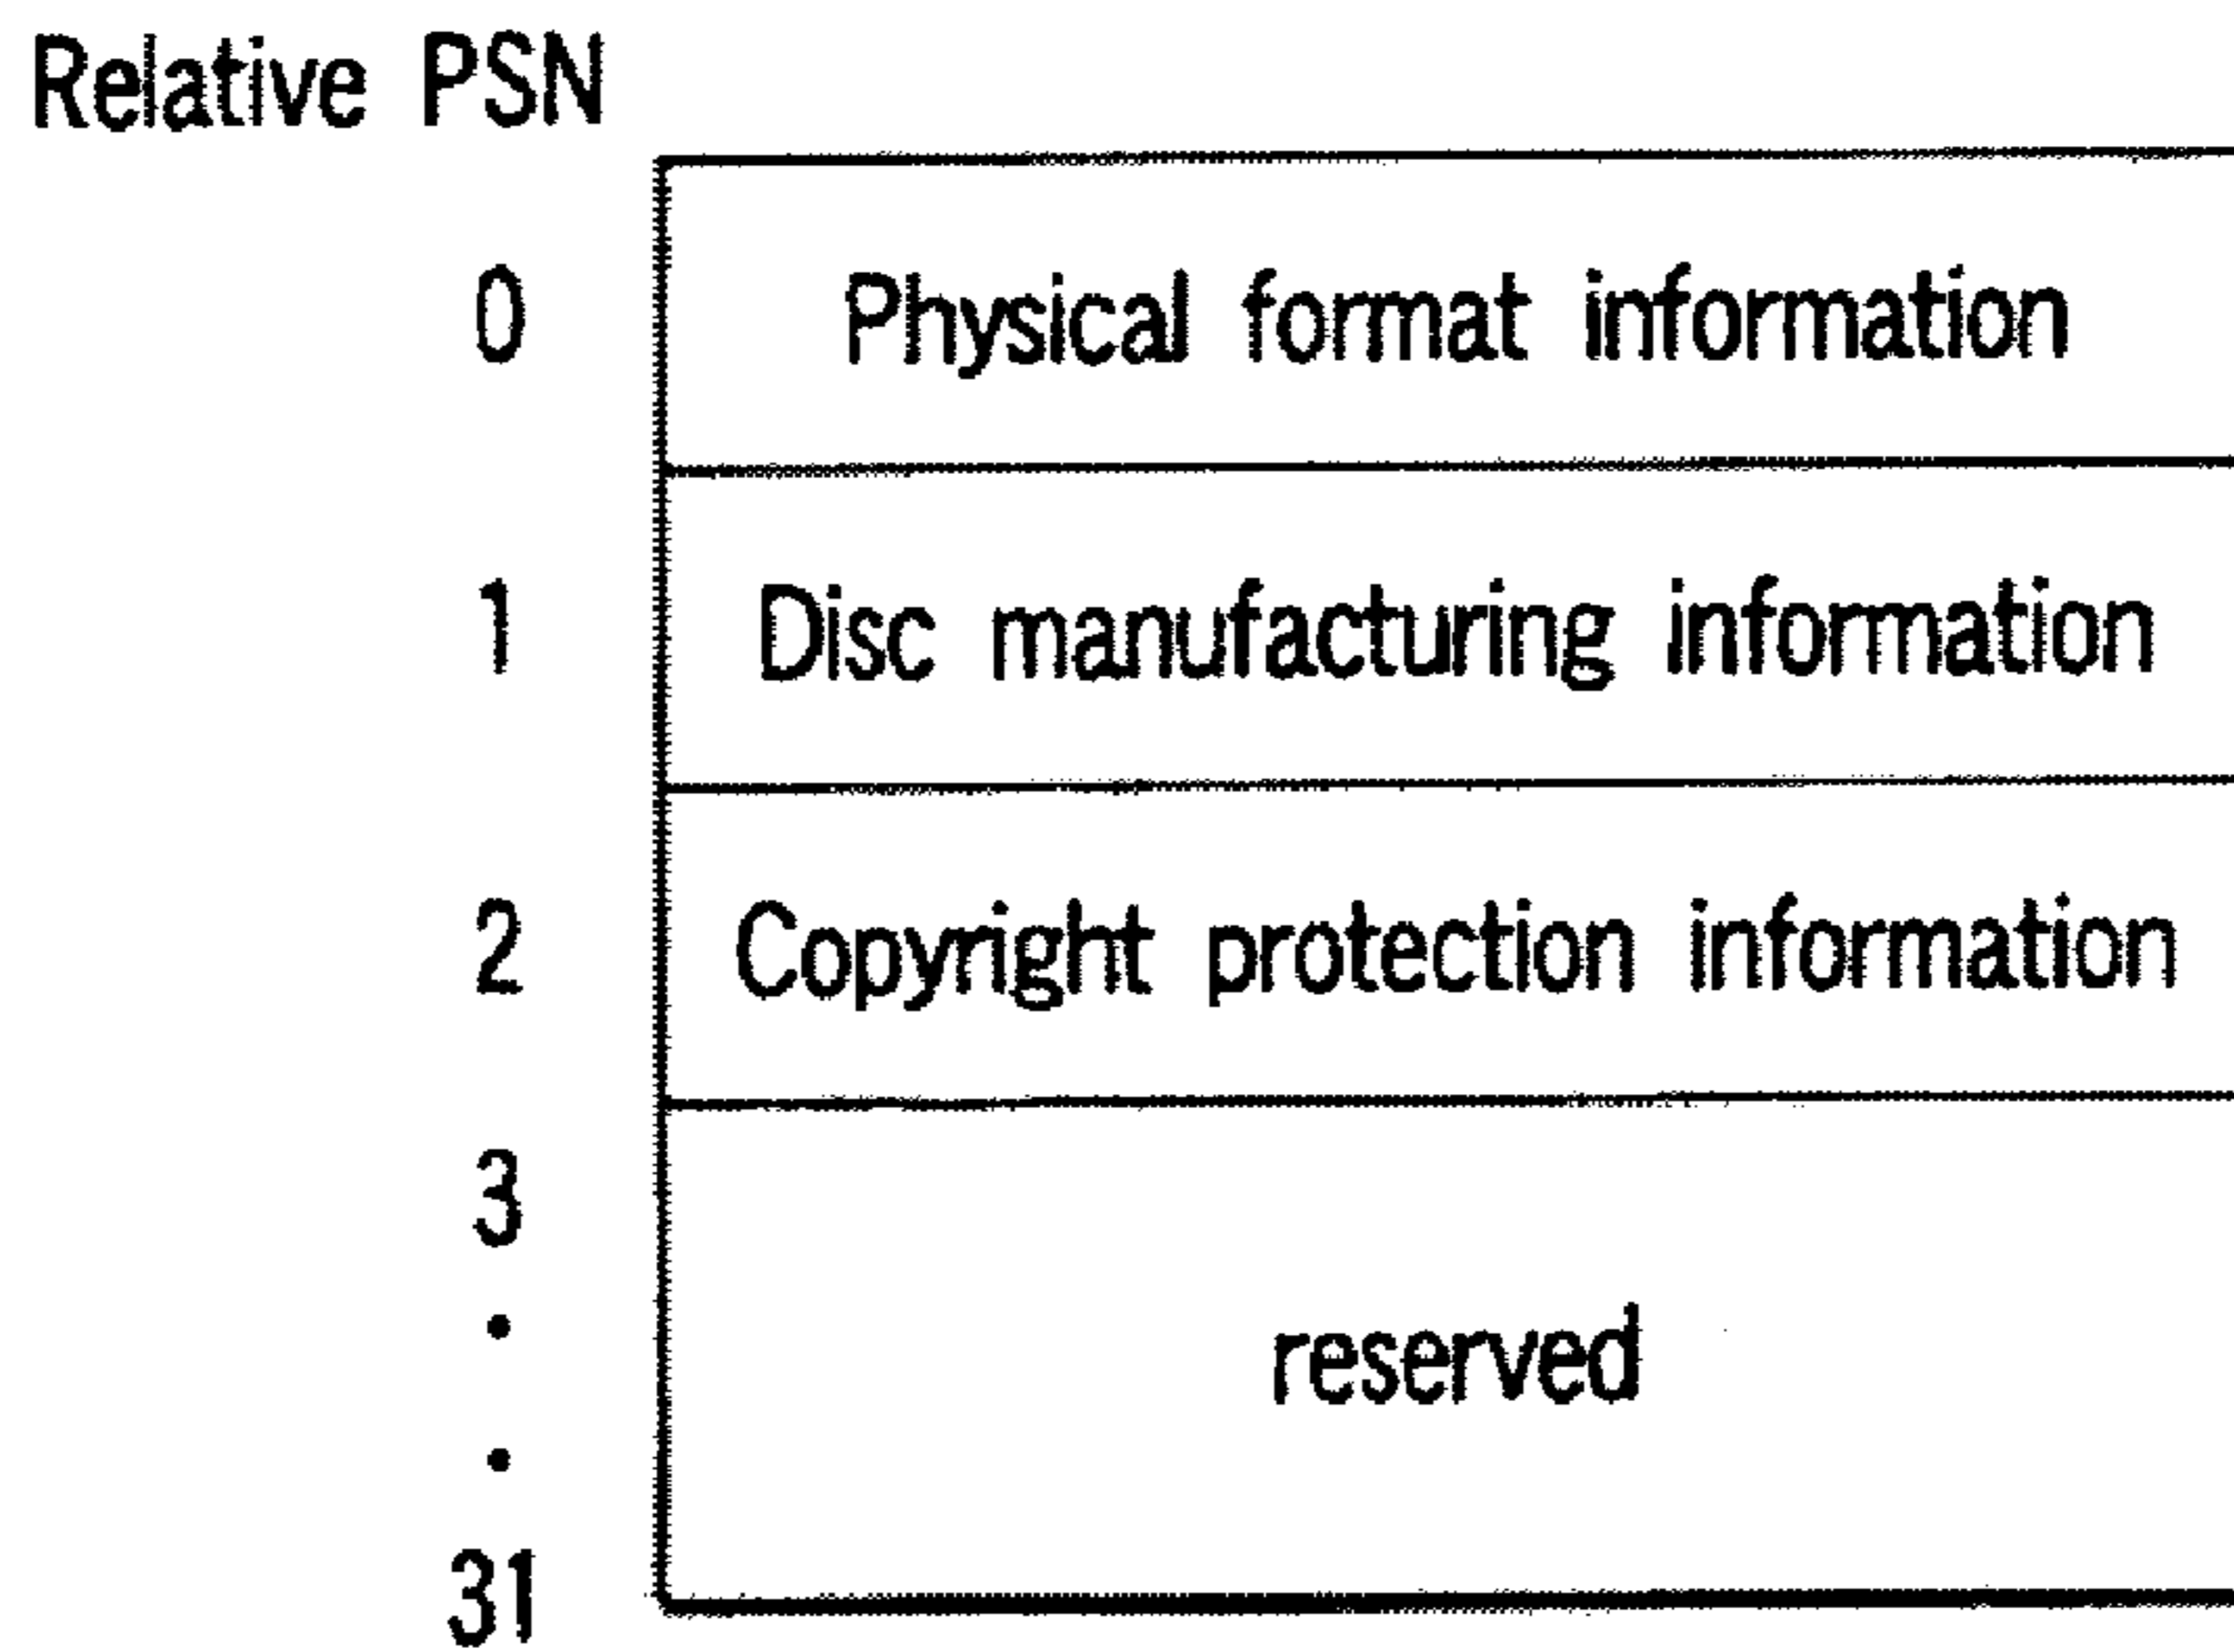 Relative PSN
0 Physical format information
1 Disc manufacturing information
2 Copyright protection information
3
reserved
31